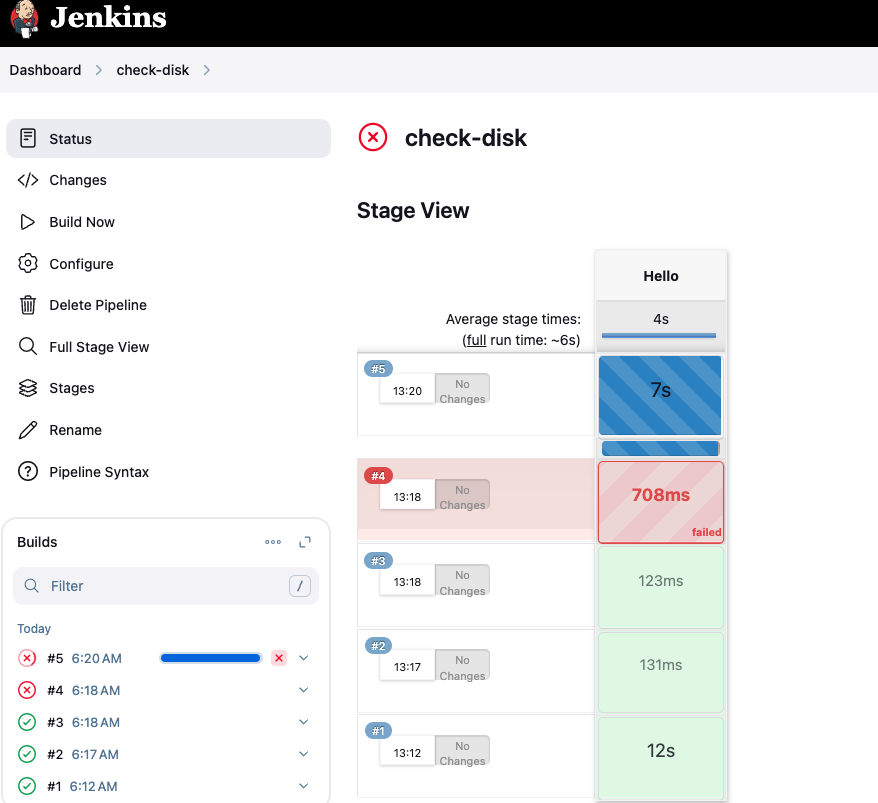 Jenkins
Dashboard
check-disk
Status
Changes
Build Now
Configure
Delete Pipeline
Full Stage View
Stages
Rename
Pipeline Syntax
Builds
Filter
/
Today
#5 6:20 AM
#4 6:18 AM
#3 6:18 AM
#2 6:17 AM
#1 6:12 AM
check-disk
Stage View
Hello
Average stage times:
4s
(full run time: ~6s)
#5
13:20
No
Changes
7s
#4
13:18
No
Changes
708ms
failed
#3
13:18
No
Changes
123ms
#2
13:17
No
Changes
131ms
#1
13:12
No
Changes
12s